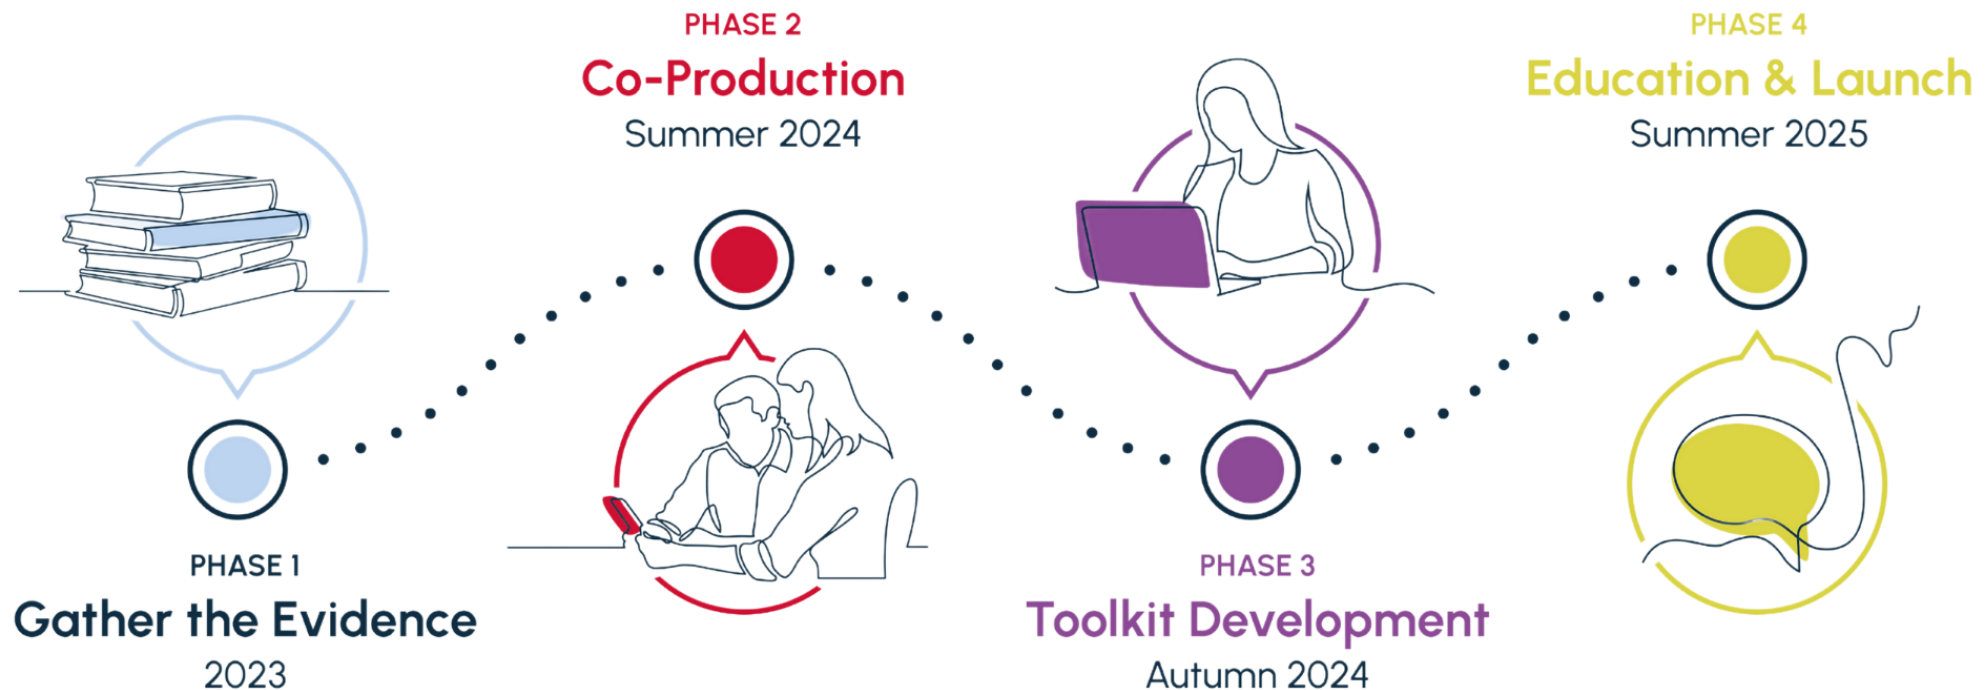 PHASE 1
Gather the Evidence
2023
PHASE 2
Co-Production
Summer 2024
PHASE 3
Toolkit Development
Autumn 2024
PHASE 4
Education & Launch
Summer 2025